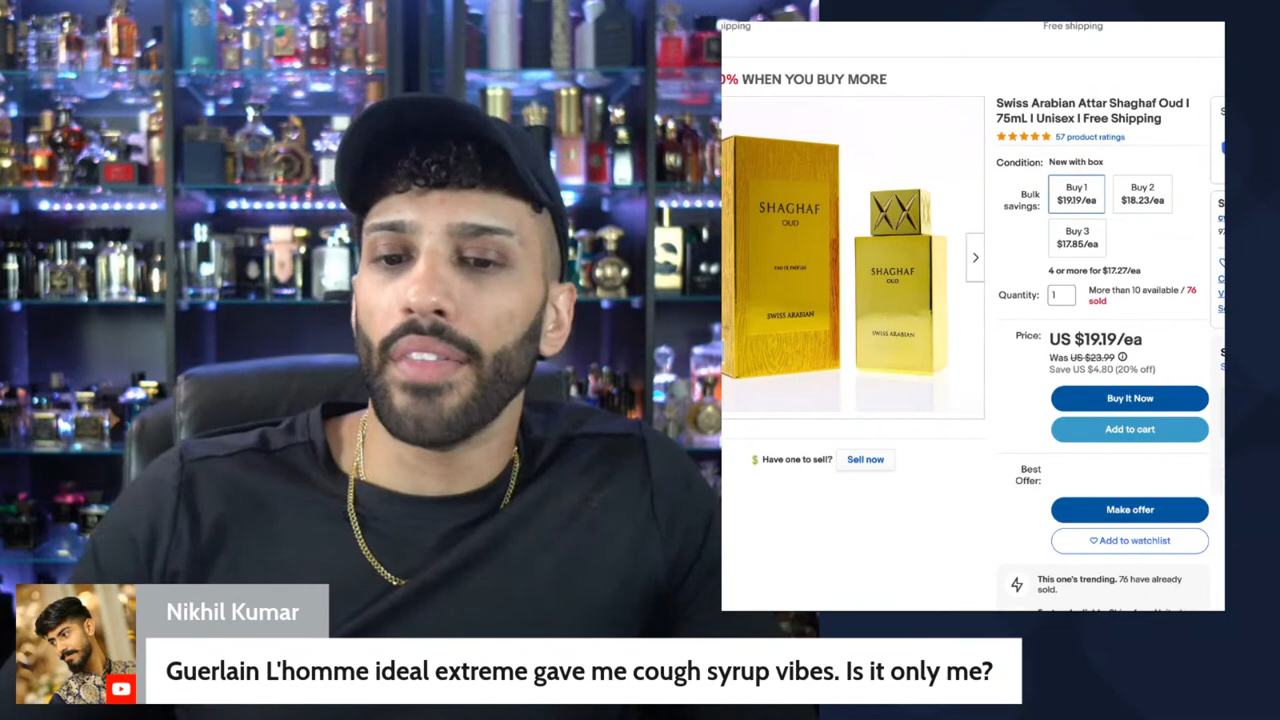 Free shipping
WHEN YOU BUY MORE
Swiss Arabian Attar Shaghaf Oud I
75mL I Unisex I Free Shipping
57 product ratings
Condition: New with box
Bulk savings:
Buy 1
$19.19/ea
Buy 2
$18.23/ea
Buy 3
$17.85/ea
4 or more for $17.27/ea
Quantity: 1
More than 10 available / 76
sold
Price: US $19.19/ea
Was US $23.99
Save US $4.80 (20% off)
Buy It Now
Add to cart
Best
Offer:
Make offer
Add to watchlist
This one's trending. 76 have already
sold.
SHAGHAF
OUD
EAU DE PARFUM
SWISS ARABIAN
SHAGHAF
OUD
SWISS ARABIAN
$ Have one to sell? Sell now
Nikhil Kumar
Guerlain L'homme ideal extreme gave me cough syrup vibes. Is it only me?